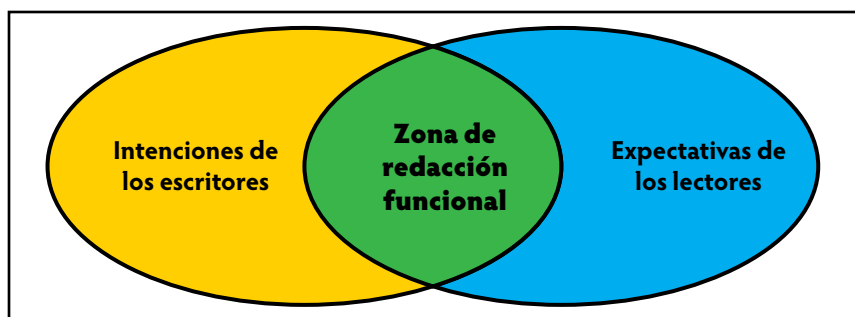 Intenciones de
los escritores
Zona de
redacción
funcional
Expectativas de
los lectores